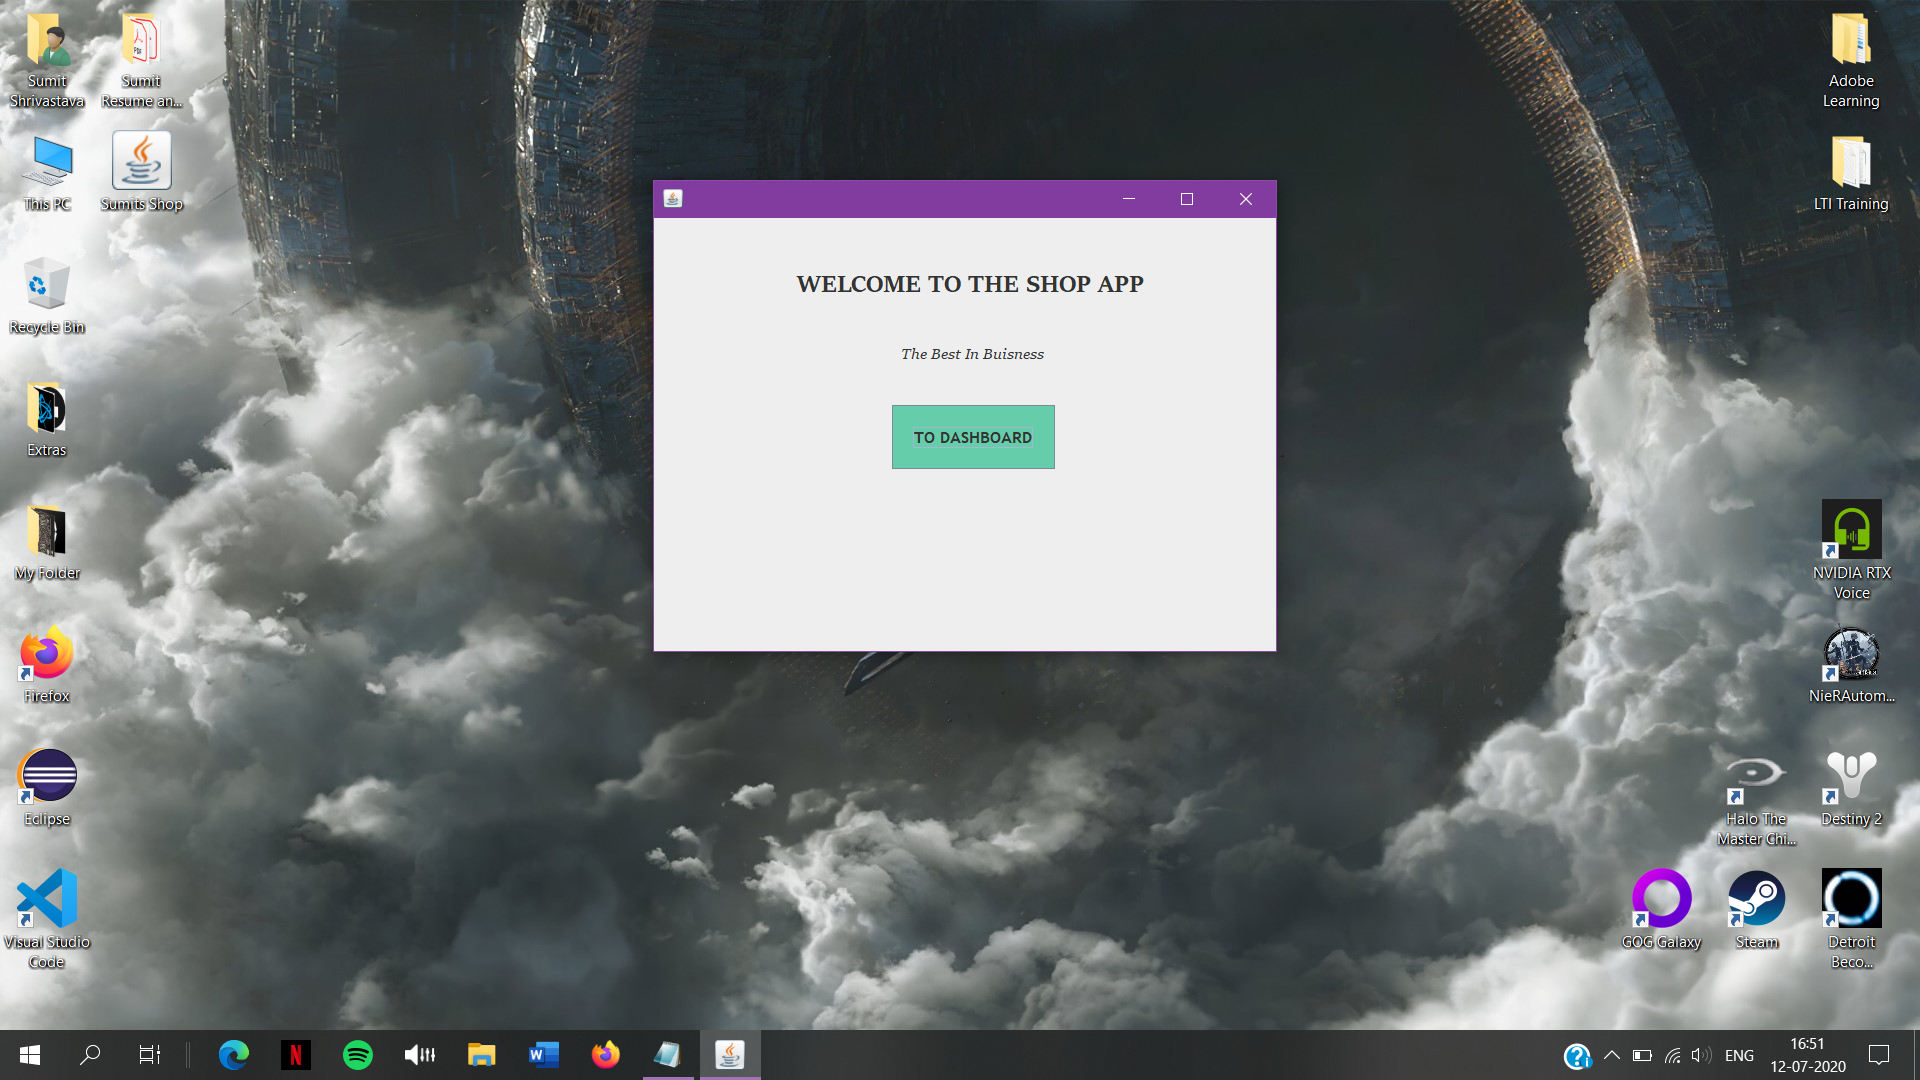 Sumit
Shrivastava
Sumit
Resume an...
This PC
Sumits Shop
Recycle Bin
Extras
My Folder
Firefox
Eclipse
Visual Studio
Code
WELCOME TO THE SHOP APP
The Best In Buisness
TO DASHBOARD
Adobe
Learning
LTI Training
NVIDIA RTX
Voice
NieRAutom...
Halo The
Master Chi...
Destiny 2
GOG Galaxy
Steam
Detroit
Beco...
ENG
16:51
12-07-2020